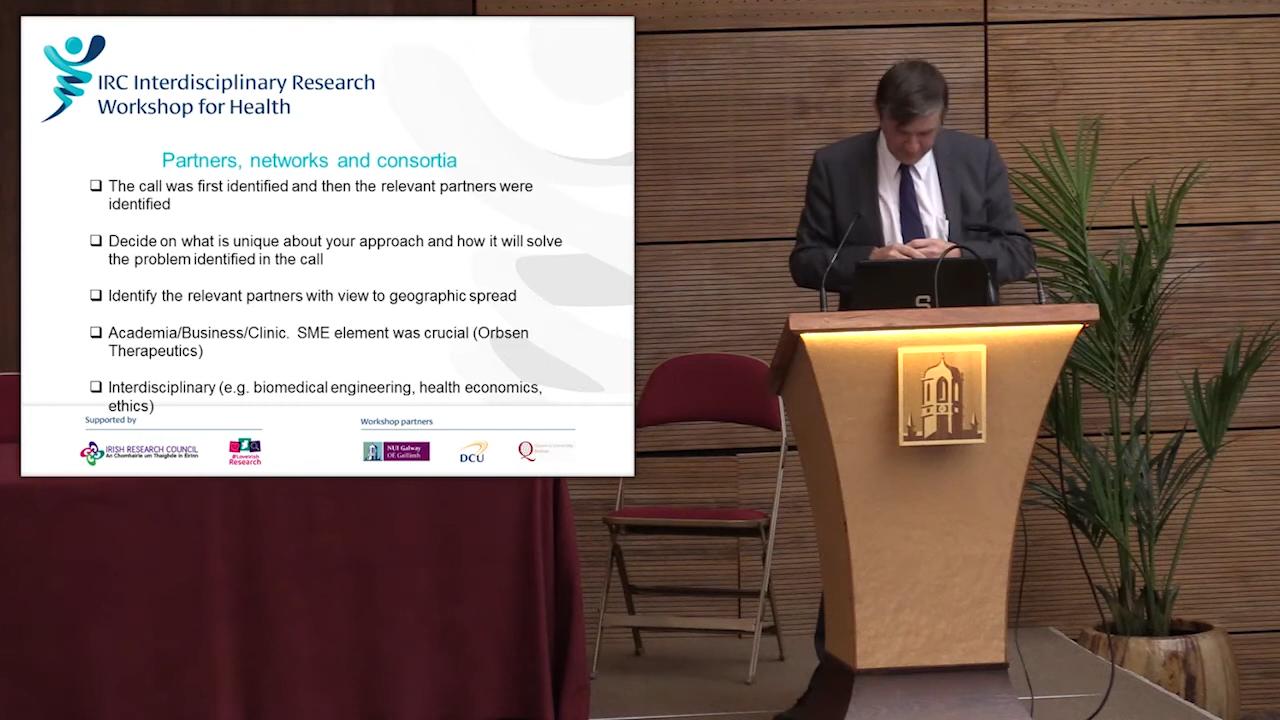 IRC Interdisciplinary Research
Workshop for Health
Partners, networks and consortia
The call was first identified and then the relevant partners were
identified
Decide on what is unique about your approach and how it will solve
the problem identified in the call
Identify the relevant partners with view to geographic spread
Academia/Business/Clinic. SME element was crucial (Orbsen
Therapeutics)
Interdisciplinary (e.g. biomedical engineering, health economics,
ethics)
Supported by
Workshop partners
IRISH RESEARCH COUNCIL
An Chomhairle um Thaighde in Éirinn
#LoveIrish
Research
NUI Galway
OÉ Gaillimh
DCU
Q